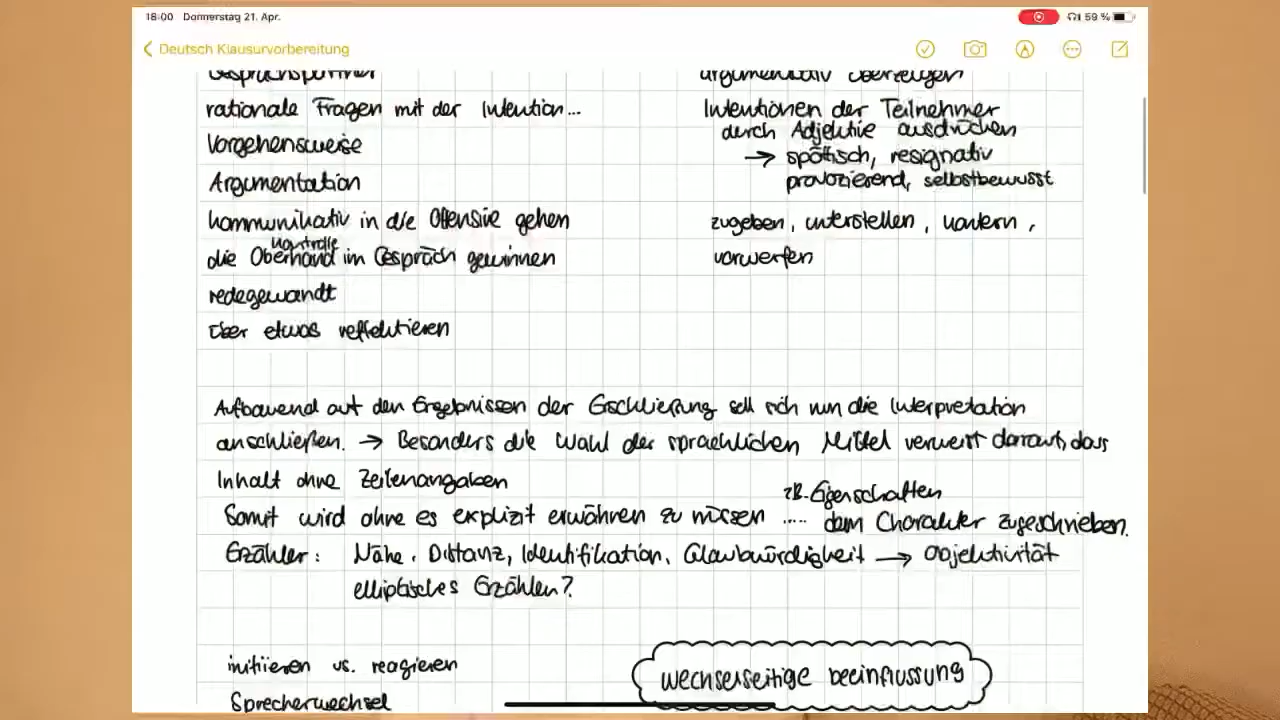 18:00 Donnerstag 21. Apr.
59 %
Deutsch Klausurvorbereitung
Gesprächspartner
argumentativ überzeugen
rationale Fragen mit der Intention...
Intentionen der Teilnehmer
durch Adjektive ausdrücken
Vorgehensweise
→ spöttisch, resignativ
Argumentation
provozierend, selbstbewusst
kommunikativ in die Offensive gehen
zugeben, unterstellen, kontern,
Kontrolle
die Oberhand im Gespräch gewinnen
vorwerfen
redegewandt
über etwas reflektieren
Aufbauend auf den Ergebnissen der Erschließung soll sich nun die Interpretation
anschließen. → Besonders die Wahl der sprachlichen Mittel verweist darauf, dass
Inhalt ohne Zeilenangaben
z.B. Eigenschaften
Somit wird ohne es explizit erwähren zu müssen ..... dem Charakter zugeschrieben.
Erzähler: Nähe, Distanz, Identifikation, Glaubwürdigkeit → Objektivität
elliptisches Erzählen?
initiieren vs. reagieren
wechselseitige beeinflussung
Sprecherwechsel